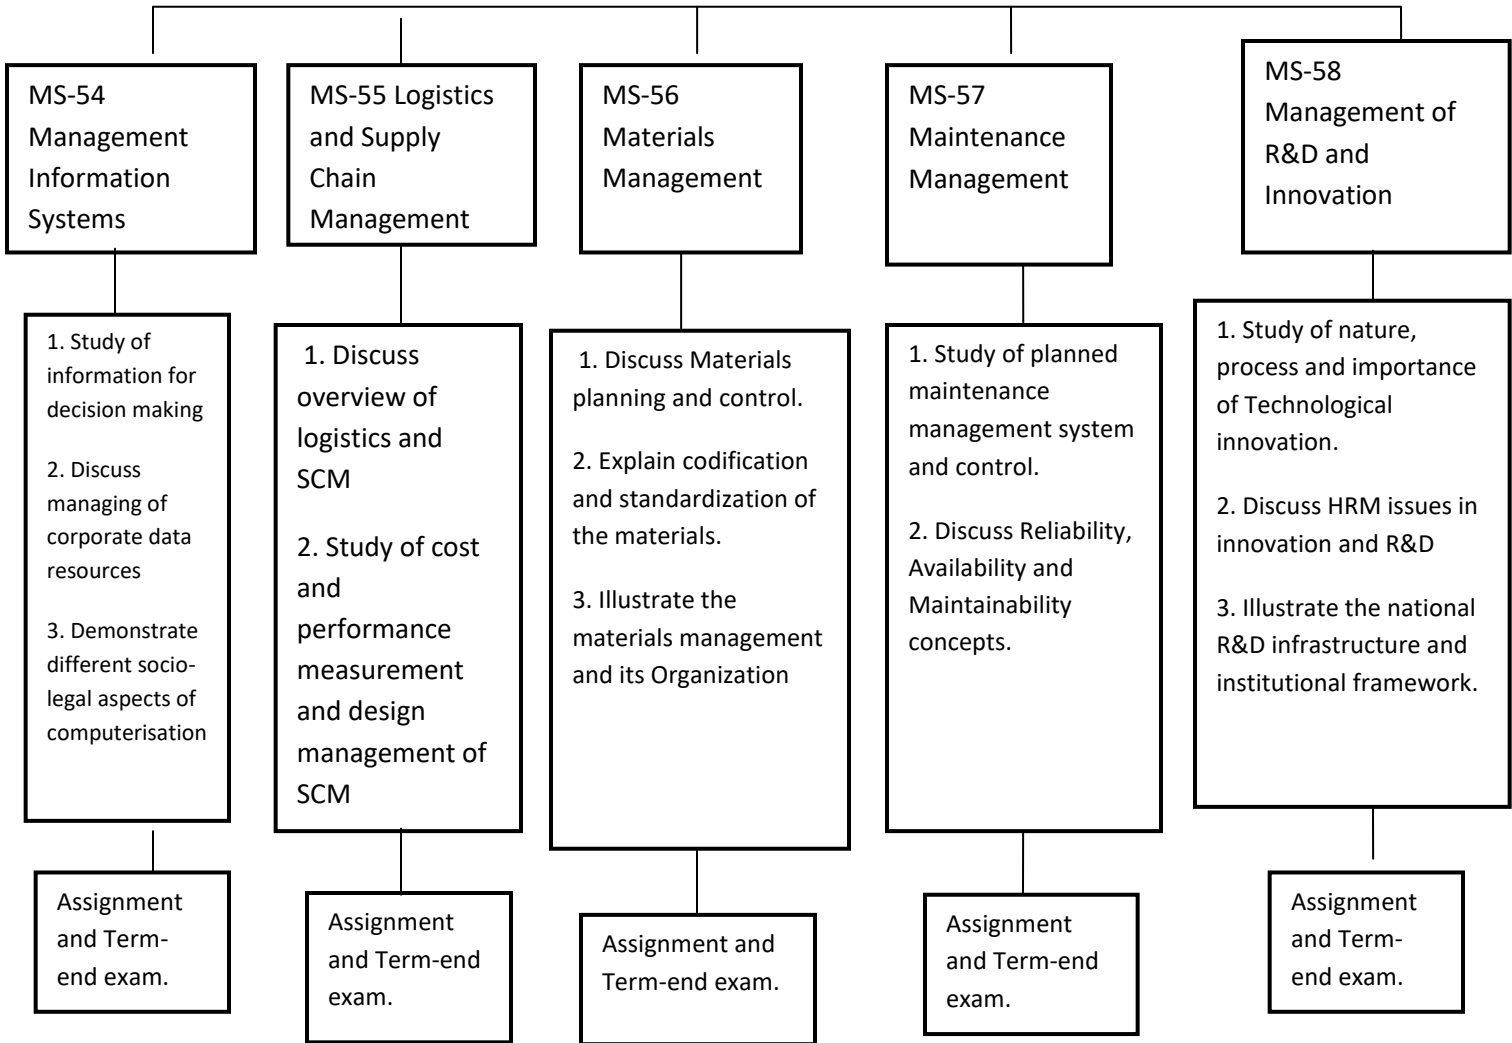 MS-54
Management
Information
Systems
MS-55 Logistics
and Supply
Chain
Management
MS-56
Materials
Management
MS-57
Maintenance
Management
MS-58
Management of
R&D and
Innovation
1. Study of
information for
decision making
2. Discuss
managing of
corporate data
resources
3. Demonstrate
different socio-
legal aspects of
computerisation
1. Discuss
overview of
logistics and
SCM
2. Study of cost
and
performance
measurement
and design
management of
SCM
1. Discuss Materials
planning and control.
2. Explain codification
and standardization of
the materials.
3. Illustrate the
materials management
and its Organization
1. Study of planned
maintenance
management system
and control.
2. Discuss Reliability,
Availability and
Maintainability
concepts.
1. Study of nature,
process and importance
of Technological
innovation.
2. Discuss HRM issues in
innovation and R&D
3. Illustrate the national
R&D infrastructure and
institutional framework.
Assignment
and Term-
end exam.
Assignment
and Term-end
exam.
Assignment and
Term-end exam.
Assignment
and Term-end
exam.
Assignment
and Term-
end exam.